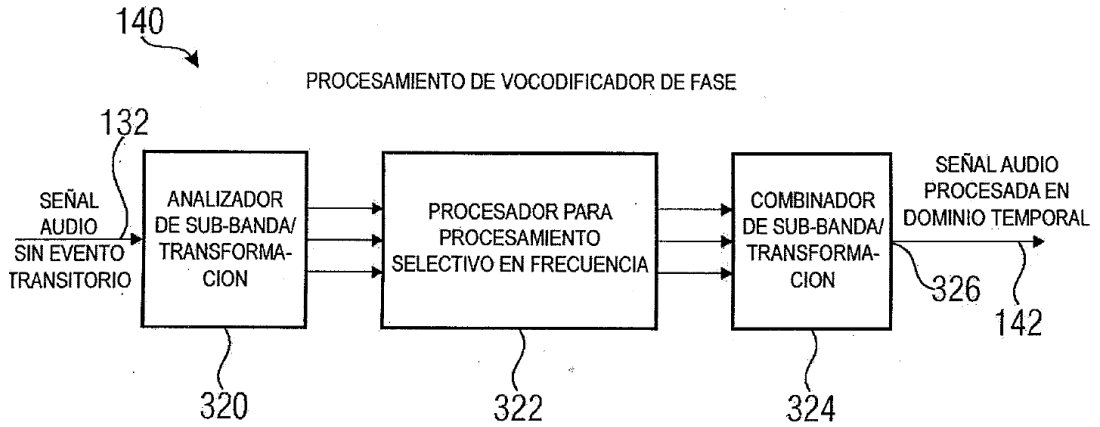 140
PROCESAMIENTO DE VOCODIFICADOR DE FASE
132
SEÑAL
AUDIO
SIN EVENTO
TRANSITORIO
ANALIZADOR
DE SUB-BANDA/
TRANSFORMA-
CION
PROCESADOR PARA
PROCESAMIENTO
SELECTIVO EN FRECUENCIA
COMBINADOR
DE SUB-BANDA/
TRANSFORMA-
CION
SEÑAL AUDIO
PROCESADA EN
DOMINIO TEMPORAL
326
142
320
322
324